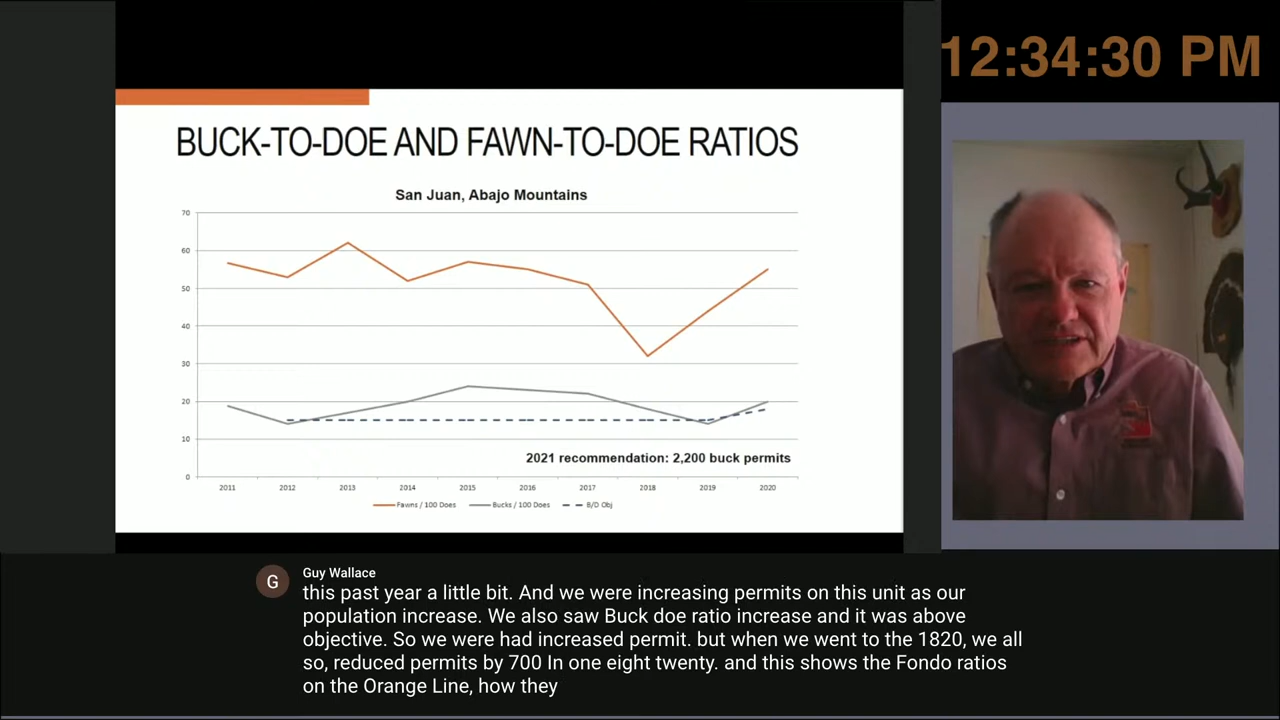 12:34:30 PM
BUCK-TO-DOE AND FAWN-TO-DOE RATIOS
San Juan, Abajo Mountains
70
60
50
40
30
20
10
0
2021 recommendation: 2,200 buck permits
2011 2012 2013 2014 2015 2016 2017 2018 2019 2020
Fawns / 100 Does Bucks / 100 Does B/D Obj
G
Guy Wallace
this past year a little bit. And we were increasing permits on this unit as our
population increase. We also saw Buck doe ratio increase and it was above
objective. So we were had increased permit. but when we went to the 1820, we all
so, reduced permits by 700 In one eight twenty. and this shows the Fondo ratios
on the Orange Line, how they